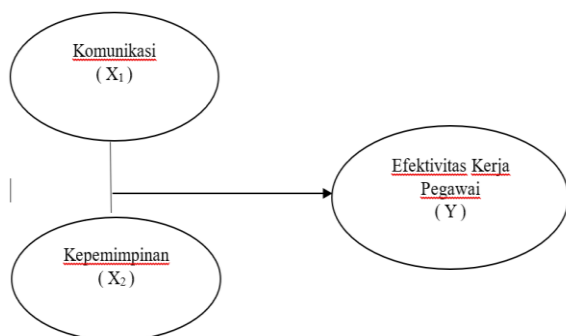 Komunikasi
( X₁ )
Efektivitas Kerja
Pegawai
( Y )
Kepemimpinan
( X₂ )